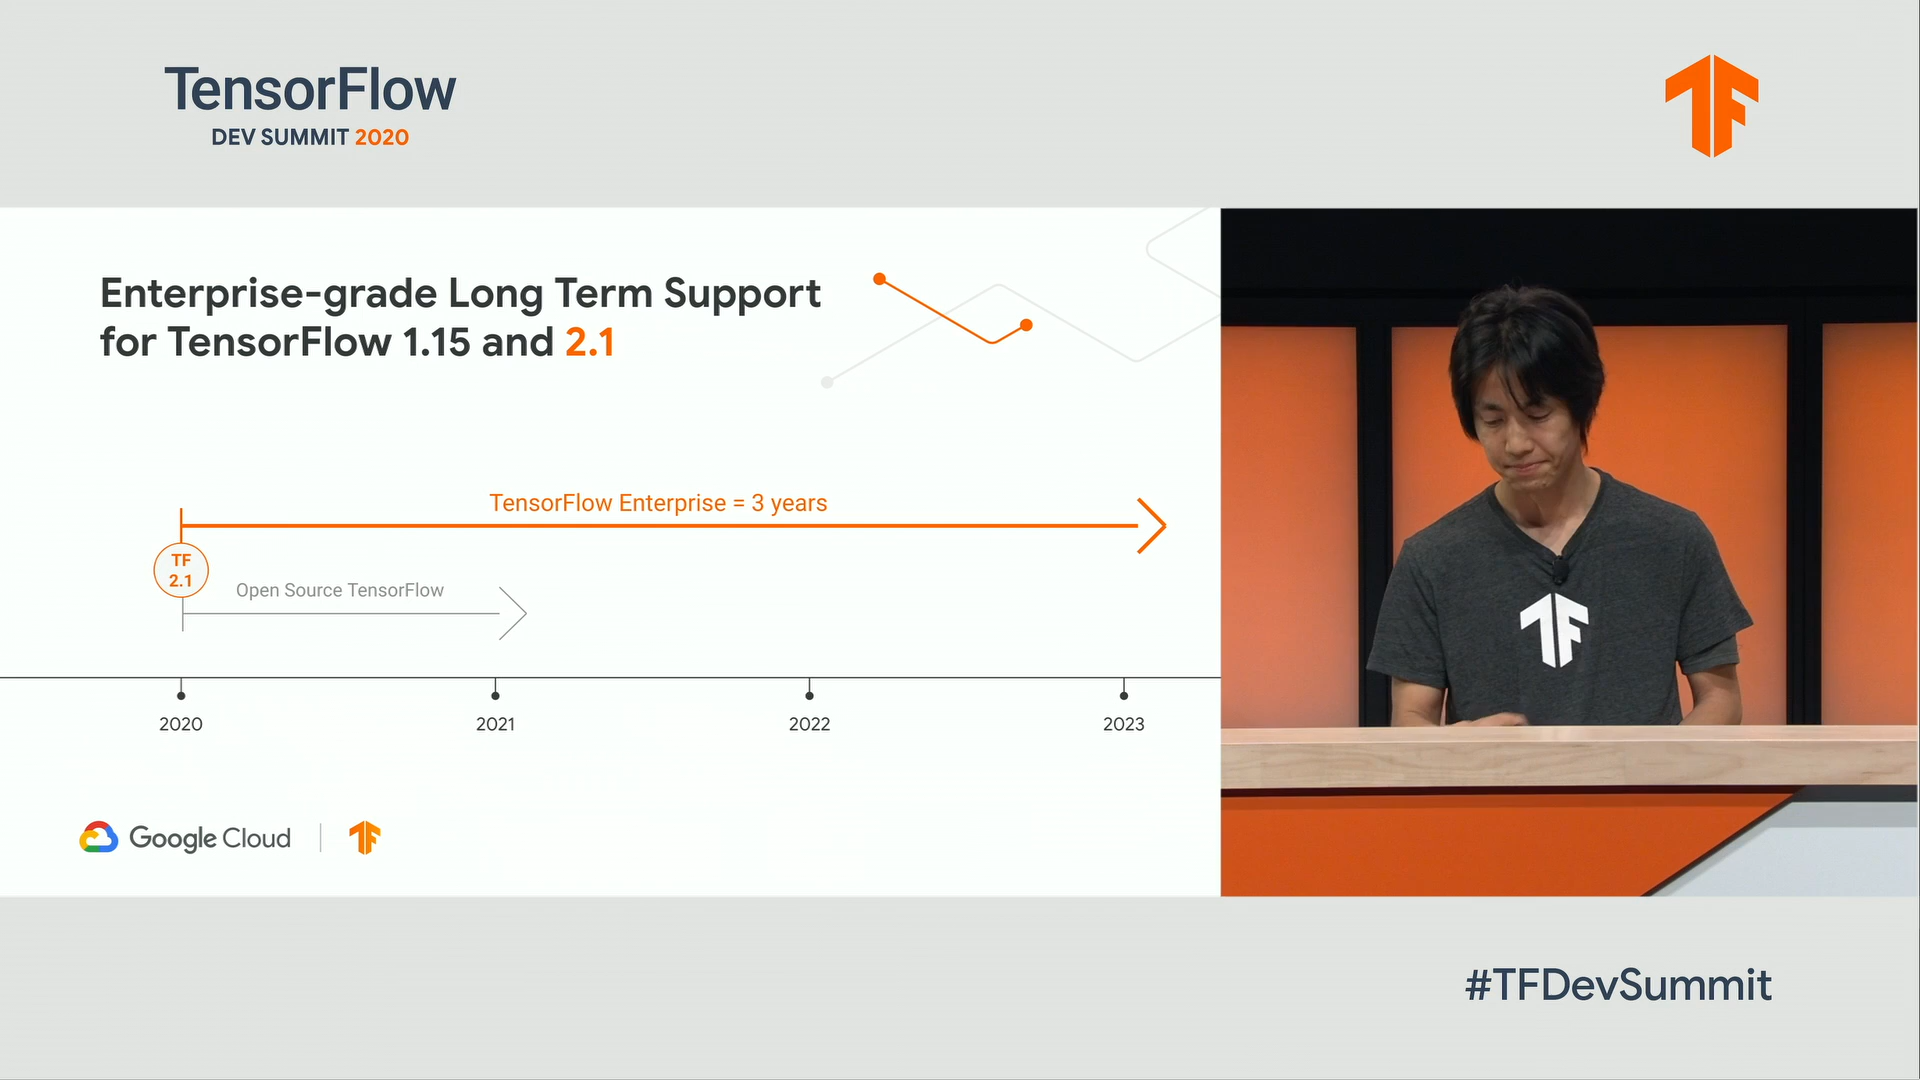 TensorFlow
DEV SUMMIT 2020
Enterprise-grade Long Term Support
for TensorFlow 1.15 and 2.1
TensorFlow Enterprise = 3 years
TF
2.1
Open Source TensorFlow
2020
2021
2022
2023
Google Cloud
#TFDevSummit